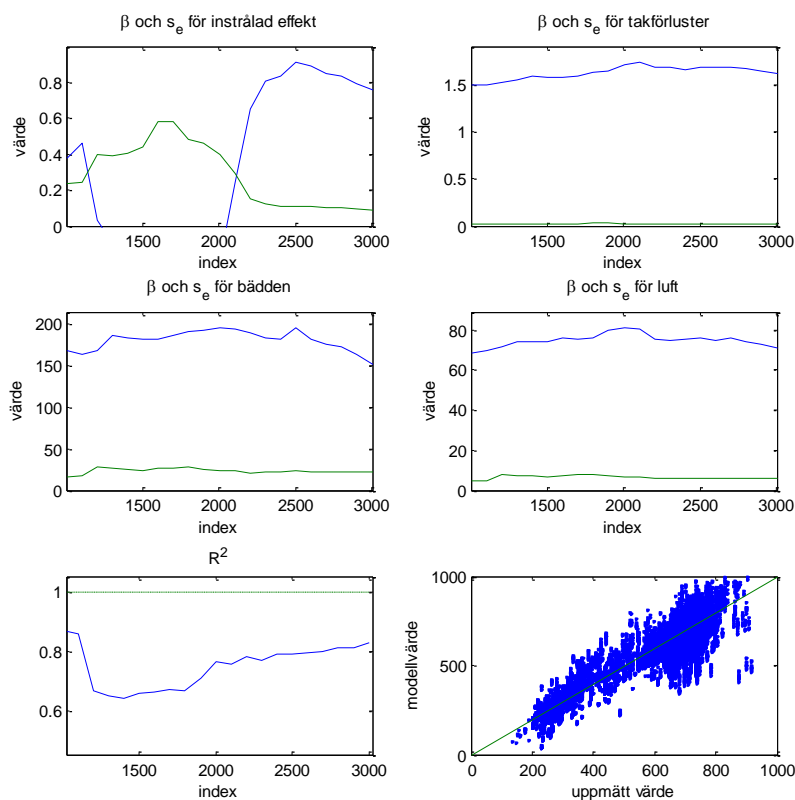 β och s_e för instrålad effekt
0.8
0.6
0.4
0.2
0
värde
1500 2000 2500 3000
index
β och s_e för takförluster
1.5
1
0.5
0
värde
1500 2000 2500 3000
index
β och s_e för bädden
200
150
100
50
0
värde
1500 2000 2500 3000
index
β och s_e för luft
80
60
40
20
0
värde
1500 2000 2500 3000
index
R^2
1
0.8
0.6
1500 2000 2500 3000
index
1000
500
0
modellvärde
0 200 400 600 800 1000
uppmätt värde